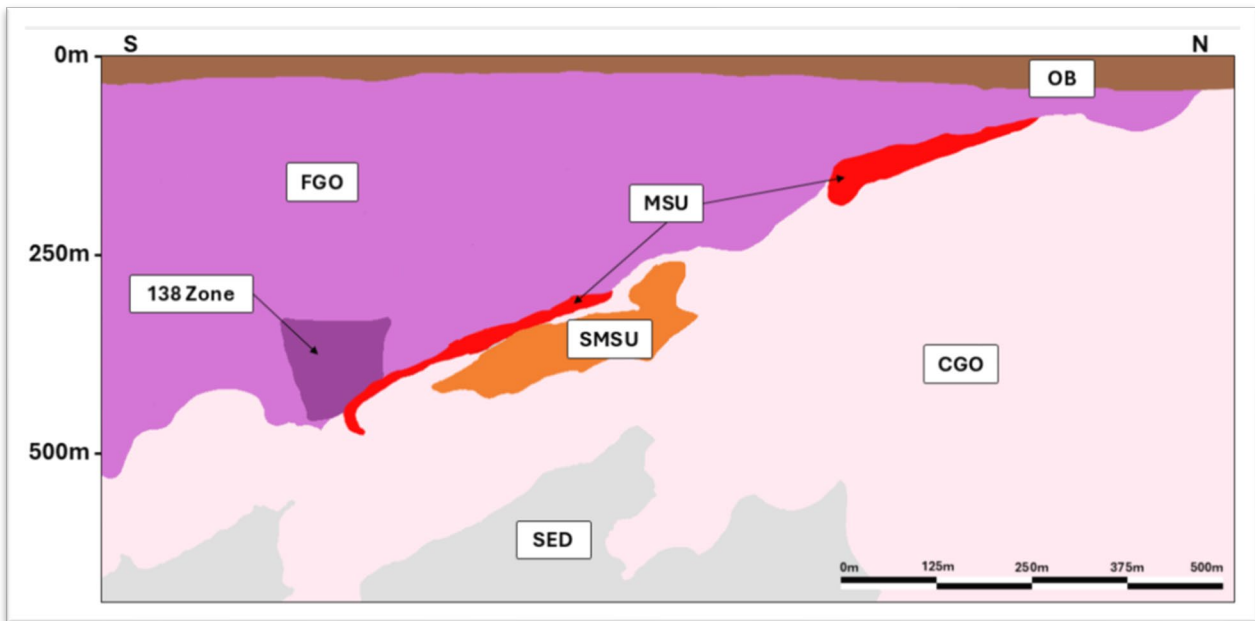 S
N
0m
OB
FGO
MSU
250m
138 Zone
SMSU
CGO
500m
SED
0m 125m 250m 375m 500m